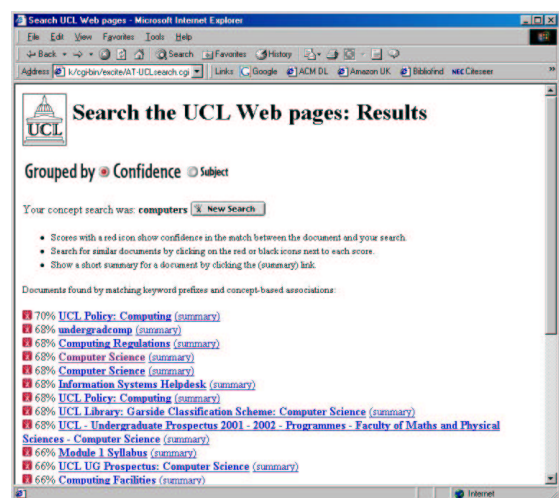 Search UCL Web pages - Microsoft Internet Explorer
File Edit View Favorites Tools Help
Back Search Favorites History
Address k/cgi-bin/excite/AT-UCLsearch.cgi Links Google ACM DL Amazon UK Bibliofind NEC Citeseer
UCL
Search the UCL Web pages: Results
Grouped by Confidence Subject
Your concept search was: computers New Search
• Scores with a red icon show confidence in the match between the document and your search.
• Search for similar documents by clicking on the red or black icons next to each score.
• Show a short summary for a document by clicking the (summary) link.
Documents found by matching keyword prefixes and concept-based associations:
70% UCL Policy: Computing (summary)
68% undergradcomp (summary)
68% Computing Regulations (summary)
68% Computer Science (summary)
68% Computer Science (summary)
68% Information Systems Helpdesk (summary)
68% UCL Policy: Computing (summary)
68% UCL Library: Garside Classification Scheme: Computer Science (summary)
68% UCL - Undergraduate Prospectus 2001 - 2002 - Programmes - Faculty of Maths and Physical
Sciences - Computer Science (summary)
66% Module 1 Syllabus (summary)
66% UCL UG Prospectus: Computer Science (summary)
66% Computing Facilities (summary)
Internet